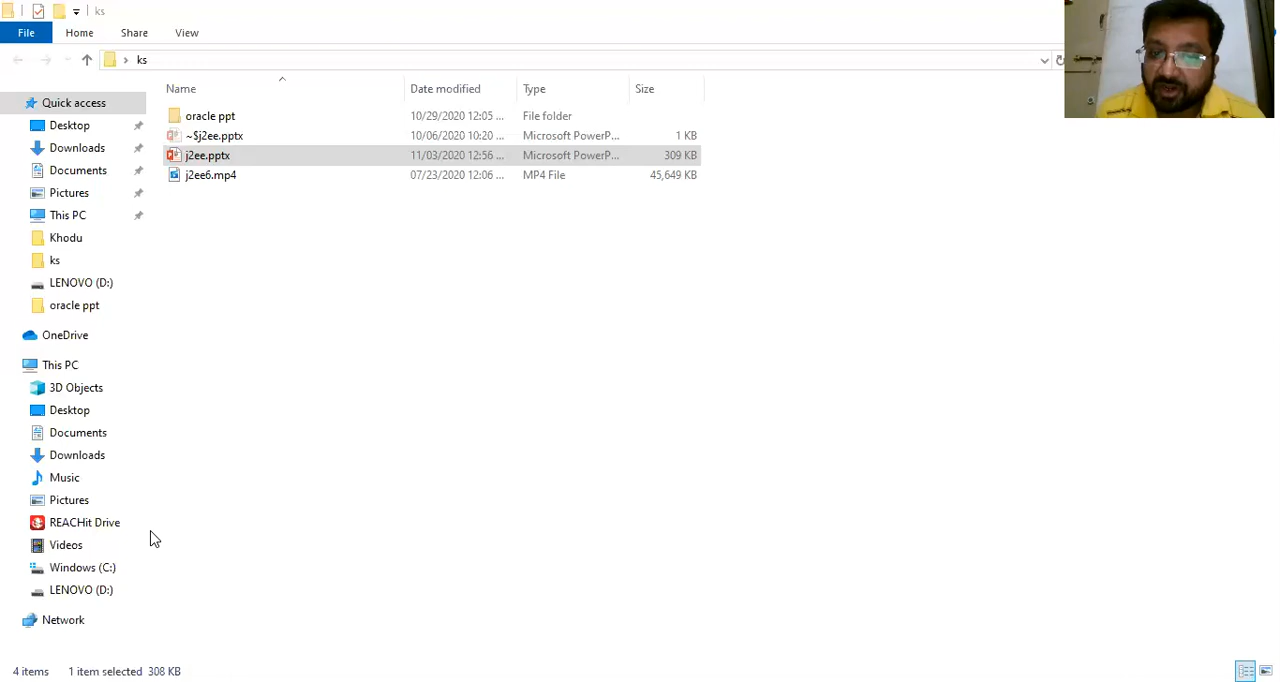 ks
File Home Share View
ks
Name Date modified Type Size
oracle ppt 10/29/2020 12:05 ... File folder
~$j2ee.pptx 10/06/2020 10:20 ... Microsoft PowerP... 1 KB
j2ee.pptx 11/03/2020 12:56 ... Microsoft PowerP... 309 KB
j2ee6.mp4 07/23/2020 12:06 ... MP4 File 45,649 KB
Quick access
Desktop
Downloads
Documents
Pictures
This PC
Khodu
ks
LENOVO (D:)
oracle ppt
OneDrive
This PC
3D Objects
Desktop
Documents
Downloads
Music
Pictures
REACHit Drive
Videos
Windows (C:)
LENOVO (D:)
Network
4 items 1 item selected 308 KB